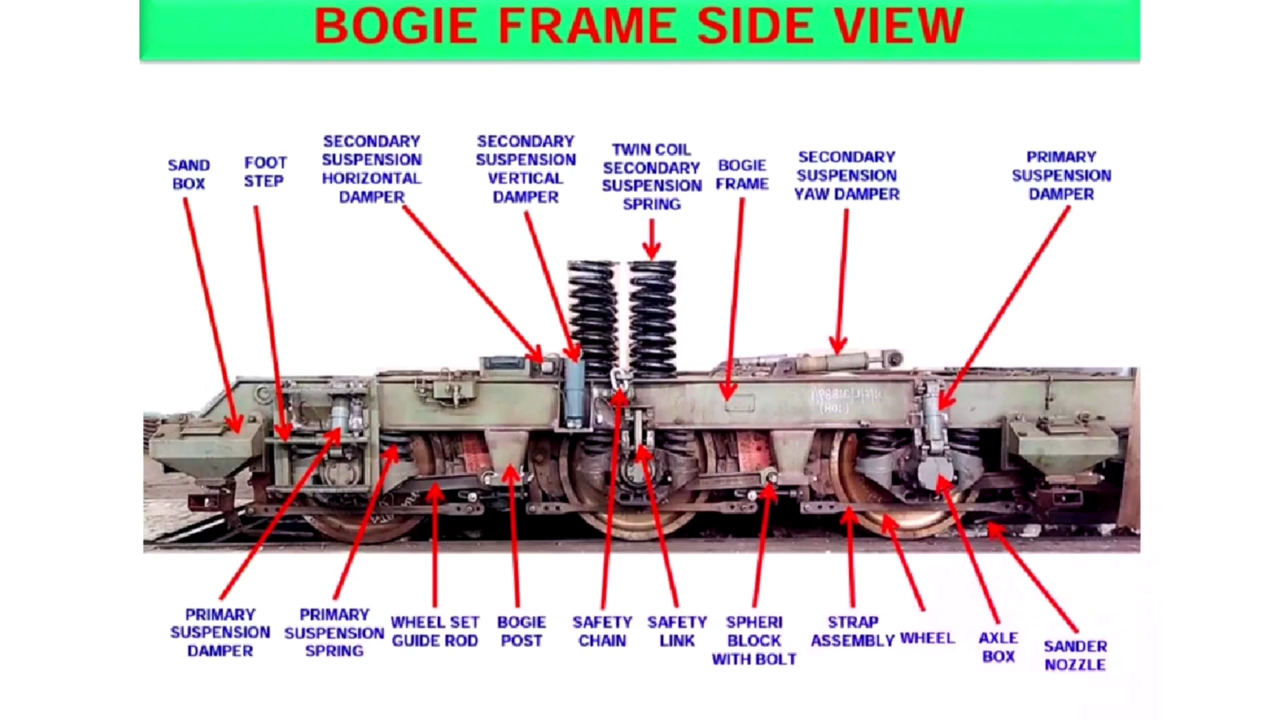 BOGIE FRAME SIDE VIEW
SAND
BOX
FOOT
STEP
SECONDARY
SUSPENSION
HORIZONTAL
DAMPER
SECONDARY
SUSPENSION
VERTICAL
DAMPER
TWIN COIL
SECONDARY
SUSPENSION
SPRING
BOGIE
FRAME
SECONDARY
SUSPENSION
YAW DAMPER
PRIMARY
SUSPENSION
DAMPER
PRIMARY
SUSPENSION
DAMPER
PRIMARY
SUSPENSION
SPRING
WHEEL SET
GUIDE ROD
BOGIE
POST
SAFETY
CHAIN
SAFETY
LINK
SPHERI
BLOCK
WITH BOLT
STRAP
ASSEMBLY
WHEEL
AXLE
BOX
SANDER
NOZZLE